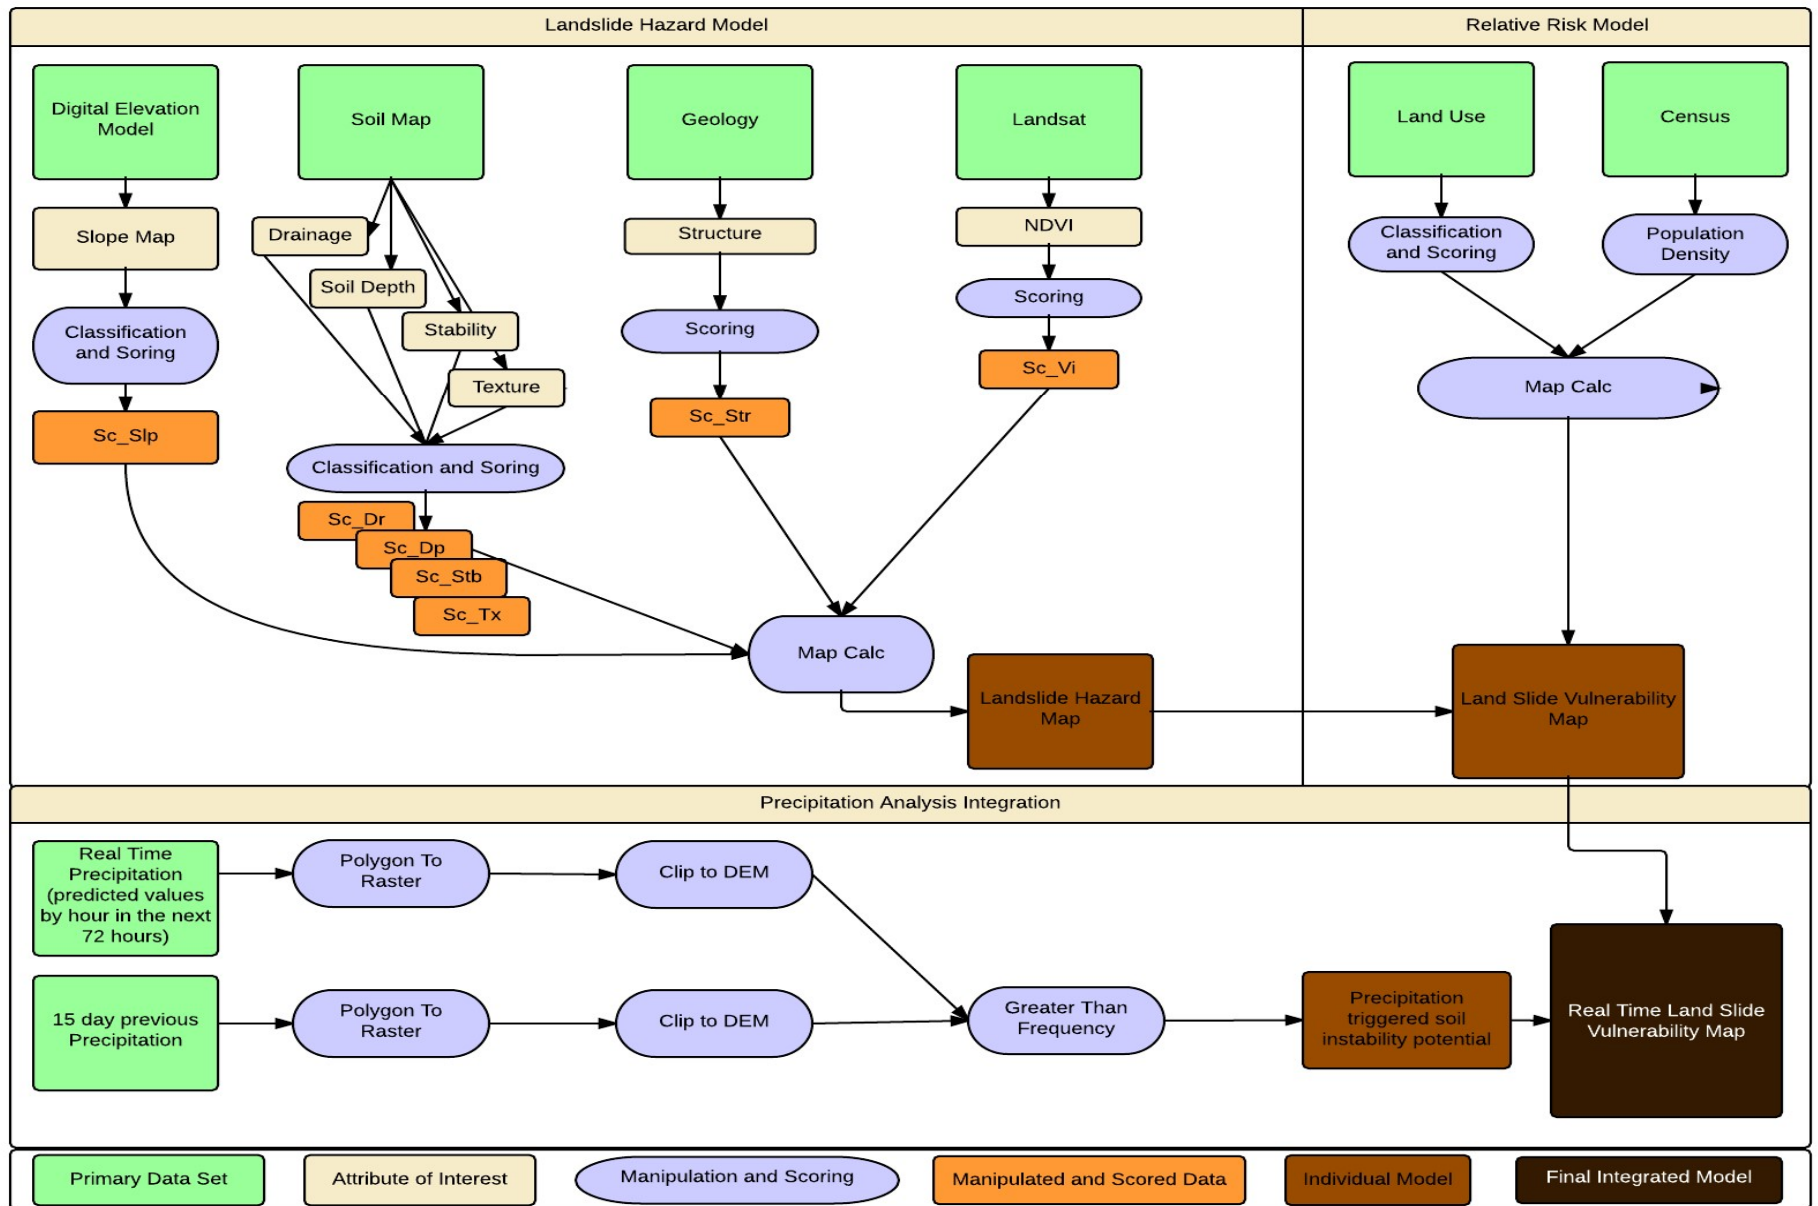 Landslide Hazard Model
Relative Risk Model
Digital Elevation
Model
Soil Map
Geology
Landsat
Land Use
Census
Slope Map
Drainage
Soil Depth
Stability
Texture
Structure
NDVI
Classification
and Scoring
Population
Density
Classification
and Soring
Scoring
Scoring
Sc_Vi
Map Calc
Sc_Slp
Sc_Str
Classification and Soring
Sc_Dr
Sc_Dp
Sc_Stb
Sc_Tx
Map Calc
Landslide Hazard
Map
Land Slide Vulnerability
Map
Precipitation Analysis Integration
Real Time
Precipitation
(predicted values
by hour in the next
72 hours)
Polygon To
Raster
Clip to DEM
15 day previous
Precipitation
Polygon To
Raster
Clip to DEM
Greater Than
Frequency
Precipitation
triggered soil
instability potential
Real Time Land Slide
Vulnerability Map
Primary Data Set
Attribute of Interest
Manipulation and Scoring
Manipulated and Scored Data
Individual Model
Final Integrated Model